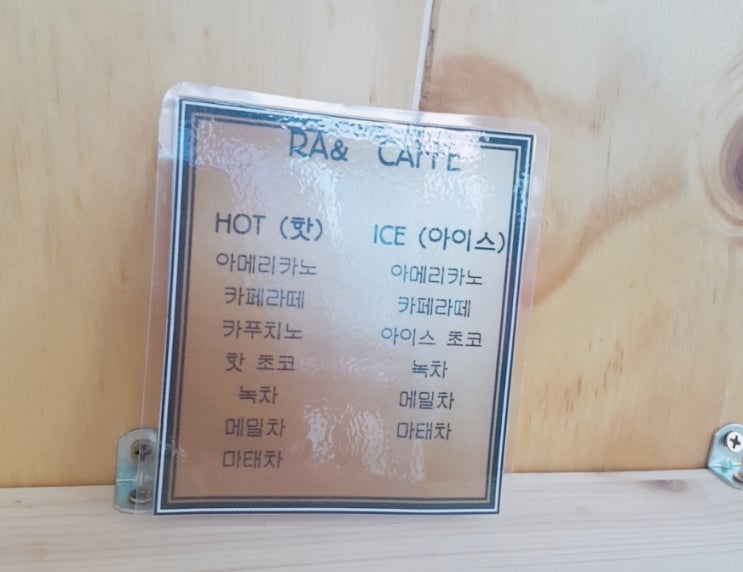 RA& CAFFE
HOT (핫)
아메리카노
카페라떼
카푸치노
핫 초코
녹차
메밀차
마태차
ICE (아이스)
아메리카노
카페라떼
아이스 초코
녹차
메밀차
마태차